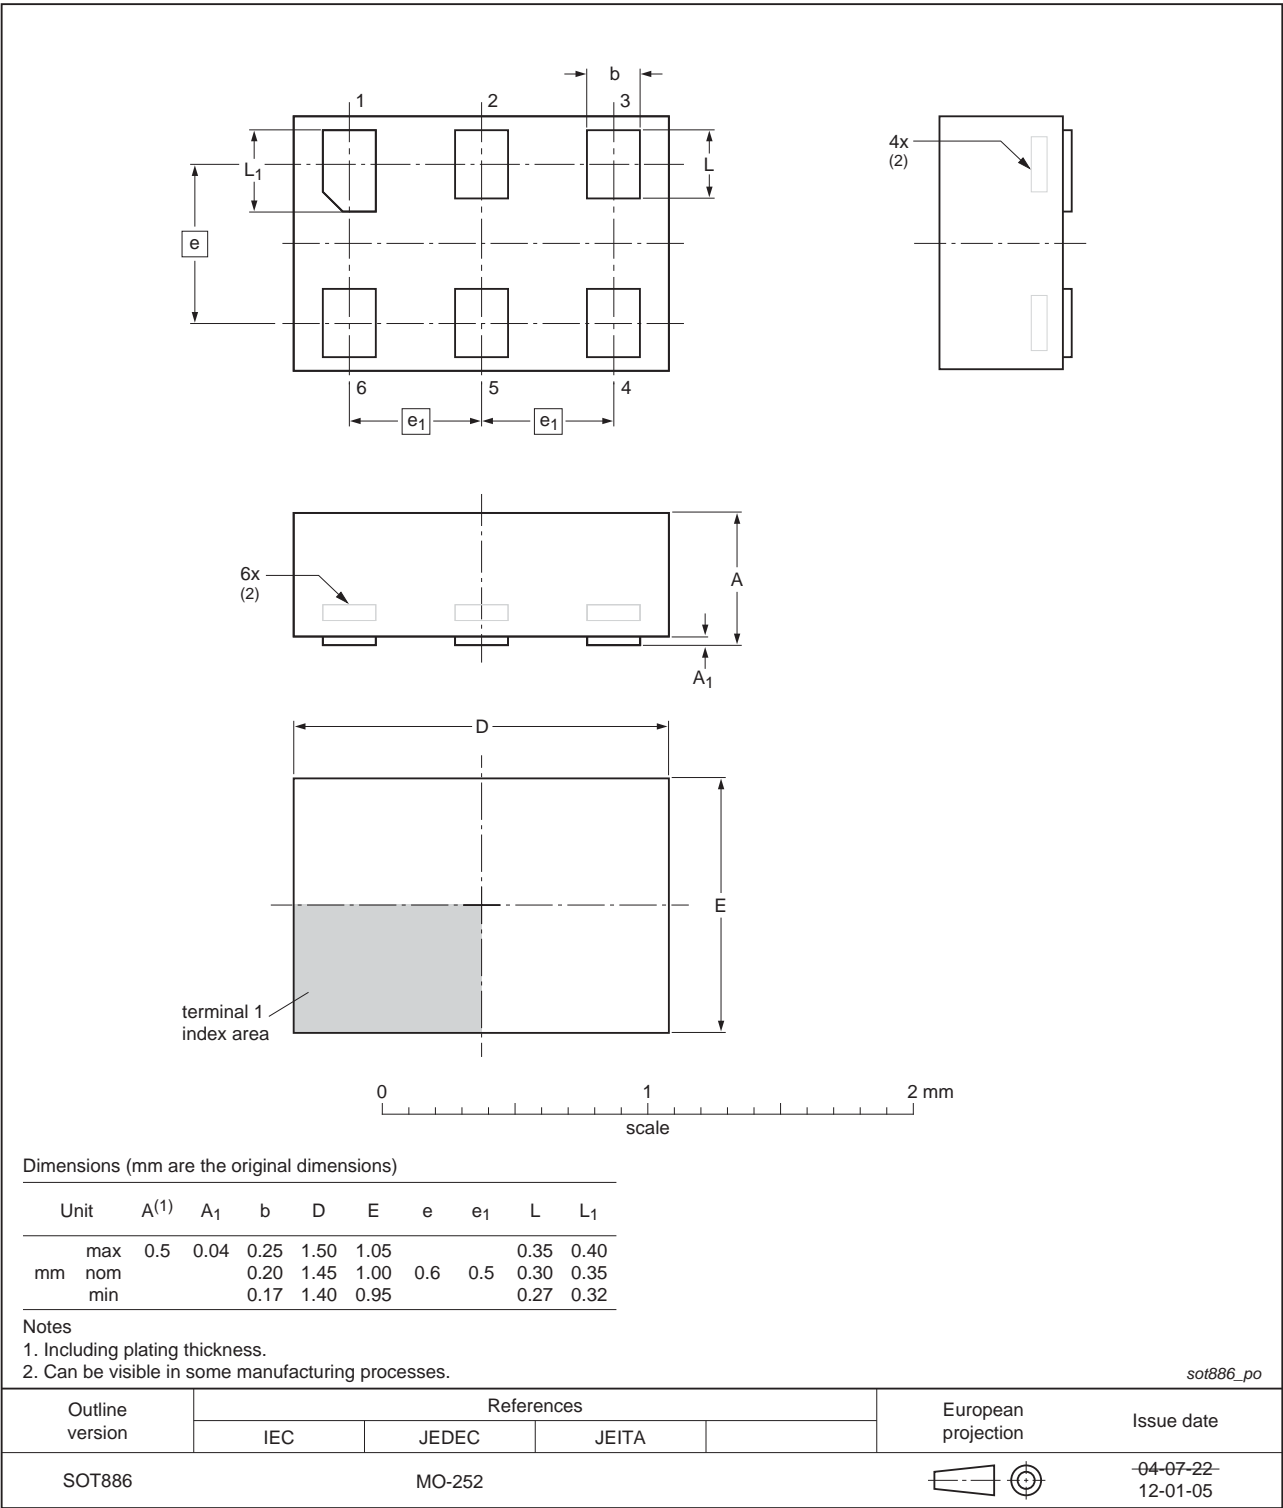 b
1 2 3
L1
L
4x
(2)
e
6 5 4
e1 e1
6x
(2)
A
A1
D
E
terminal 1
index area
0 1 2 mm
scale
Dimensions (mm are the original dimensions)
Unit A(1) A1 b D E e e1 L L1
max 0.5 0.04 0.25 1.50 1.05 0.35 0.40
mm nom 0.20 1.45 1.00 0.6 0.5 0.30 0.35
min 0.17 1.40 0.95 0.27 0.32
Notes
1. Including plating thickness.
2. Can be visible in some manufacturing processes.
sot886_po
Outline version
References
European projection
Issue date
IEC JEDEC JEITA
SOT886 MO-252
04-07-22
12-01-05